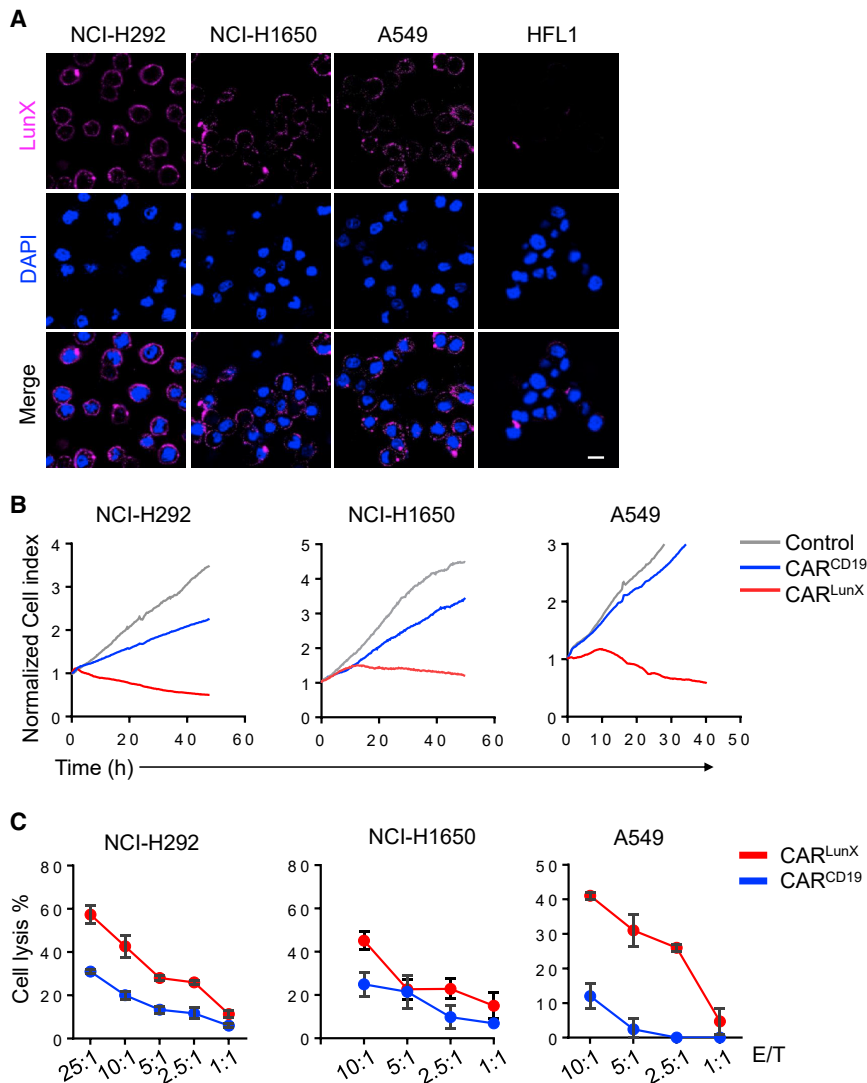 A
NCI-H292 NCI-H1650 A549 HFL1
LunX
DAPI
Merge
B
NCI-H292 NCI-H1650 A549
Control
CAR^CD19
CAR^LunX
Normalized Cell index
4
3
2
1
0
0 20 40 60
5
4
3
2
1
0
0 20 40 60
3
2
1
0
0 10 20 30 40 50
Time (h)
C
NCI-H292 NCI-H1650 A549
CAR^LunX
CAR^CD19
Cell lysis %
80
60
40
20
0
25:1 10:1 5:1 2.5:1 1:1
80
60
40
20
0
10:1 5:1 2.5:1 1:1
50
40
30
20
10
0
10:1 5:1 2.5:1 1:1 E/T